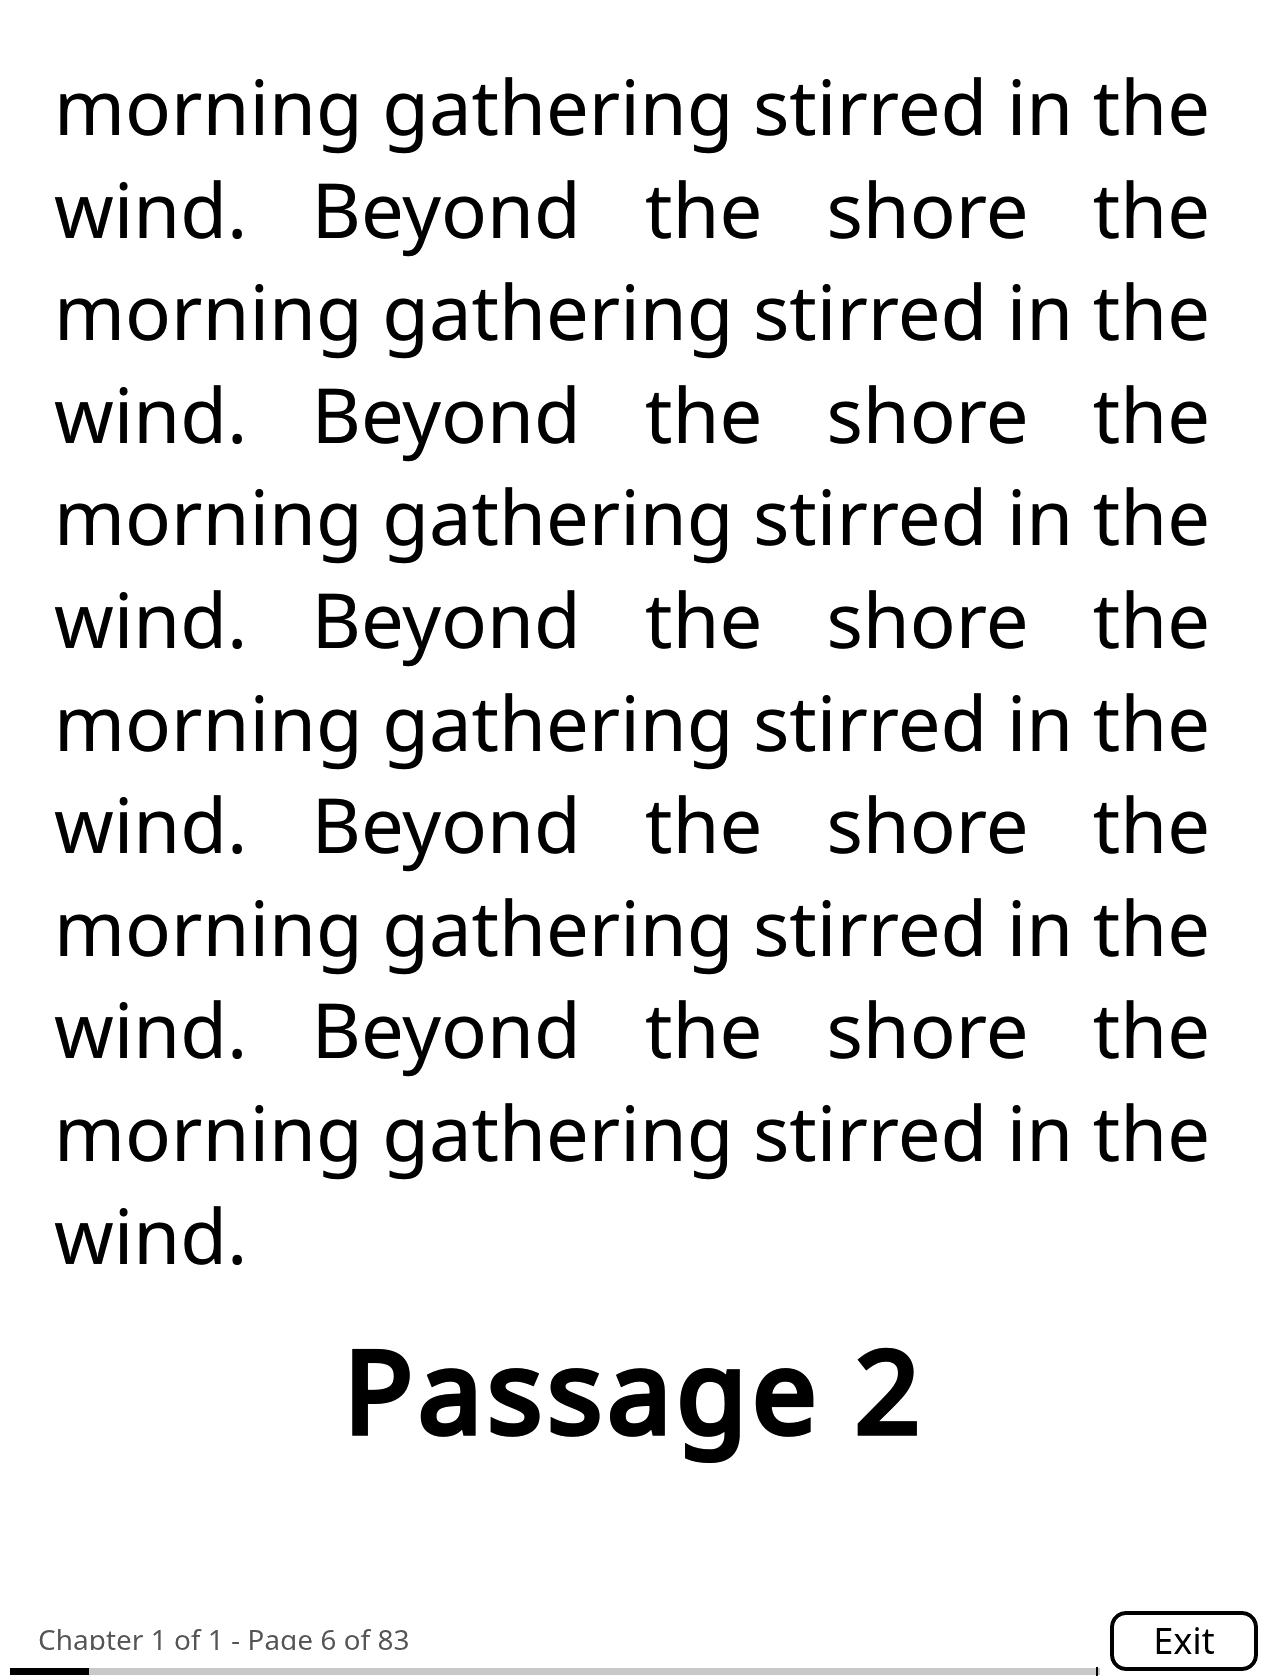 morning gathering stirred in the
wind. Beyond the shore the
morning gathering stirred in the
wind. Beyond the shore the
morning gathering stirred in the
wind. Beyond the shore the
morning gathering stirred in the
wind. Beyond the shore the
morning gathering stirred in the
wind. Beyond the shore the
morning gathering stirred in the
wind.
Passage 2
Chapter 1 of 1 - Page 6 of 83
Exit